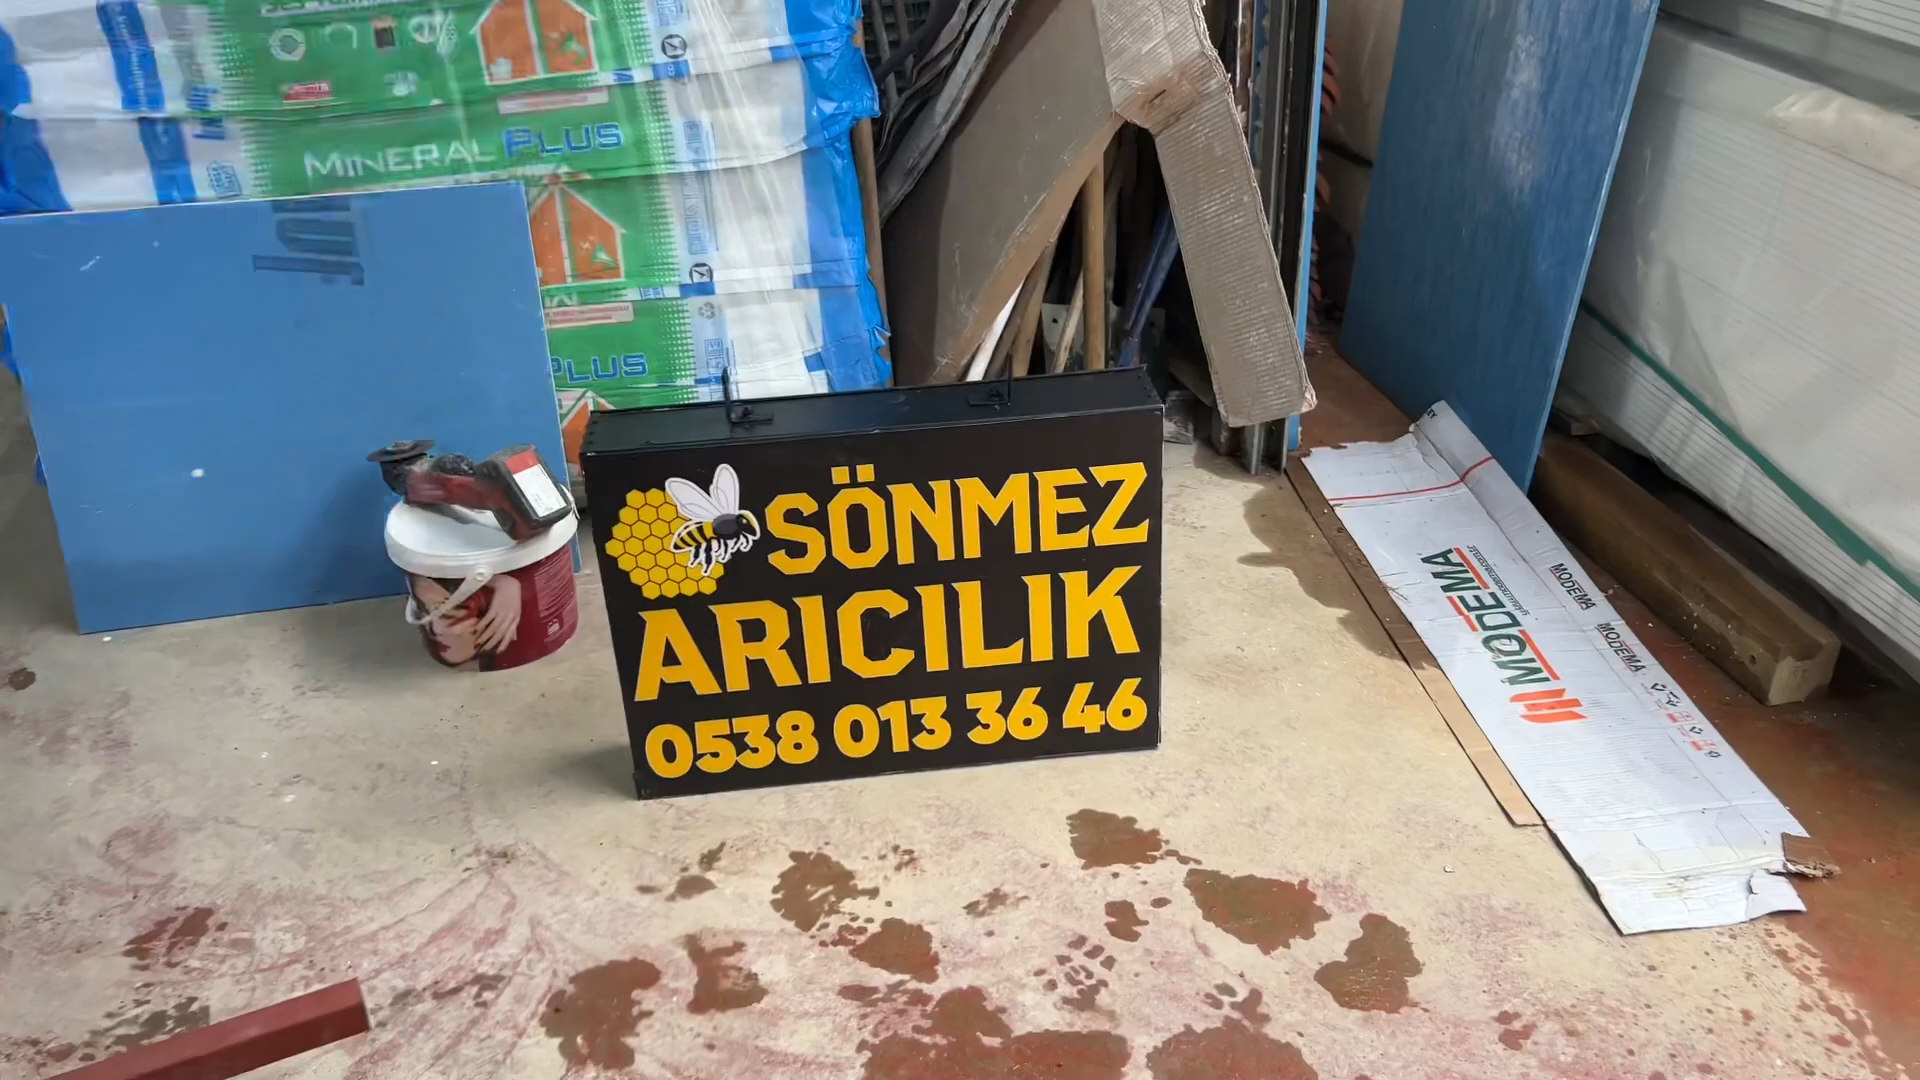 MINERAL PLUS
PLUS
SÖNMEZ
ARICILIK
0538 013 36 46
MODEMA
MODEMA
MODEMA